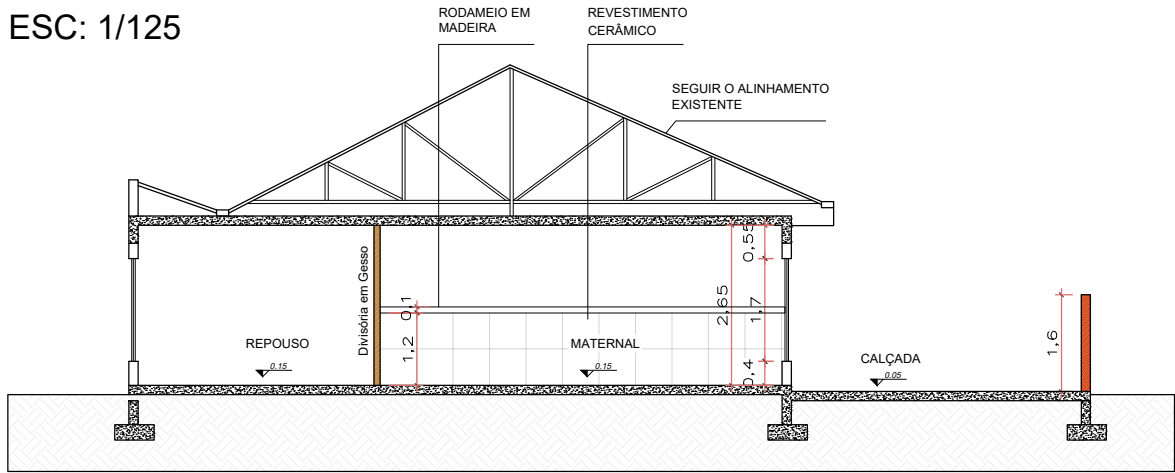 ESC: 1/125
RODAMEIO EM
MADEIRA
REVESTIMENTO
CERÂMICO
SEGUIR O ALINHAMENTO
EXISTENTE
Divisória em Gesso
0,1
1,2
2,65
0,55
1,7
0,4
1,6
REPOUSO
0.15
MATERNAL
0.15
CALÇADA
0.05